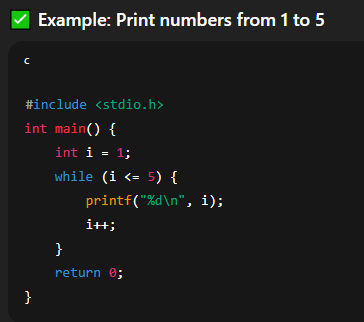 ✅ Example: Print numbers from 1 to 5
c
#include <stdio.h>
int main() {
    int i = 1;
    while (i <= 5) {
        printf("%d\n", i);
        i++;
    }
    return 0;
}